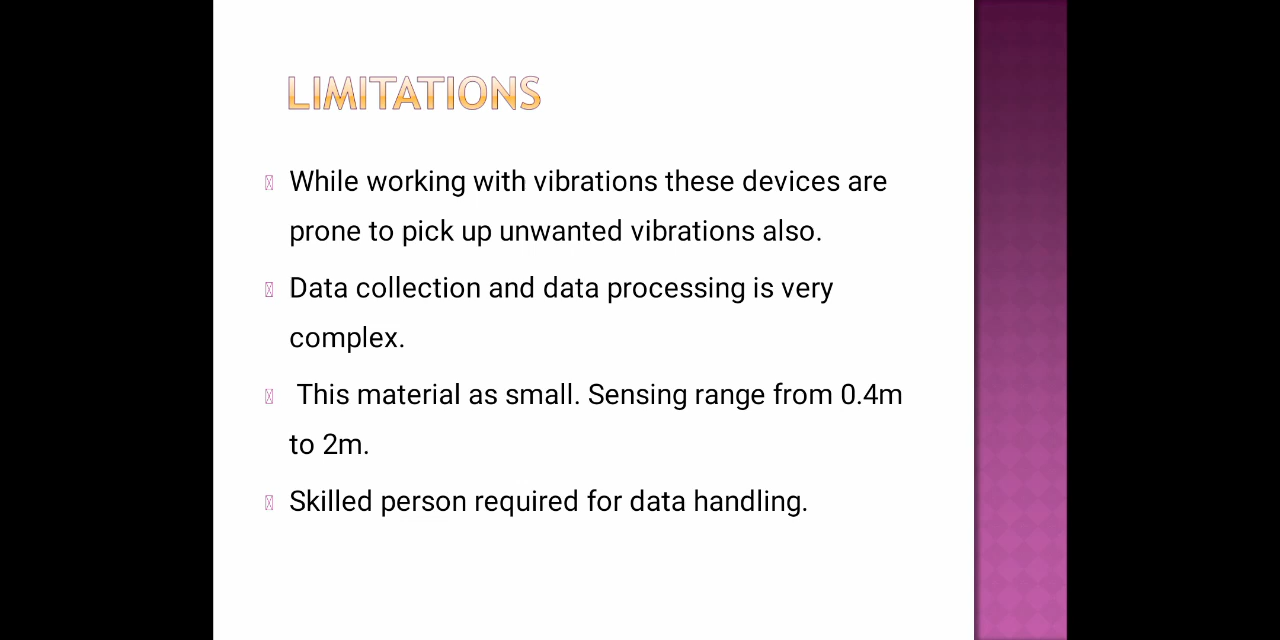 LIMITATIONS
While working with vibrations these devices are
prone to pick up unwanted vibrations also.
Data collection and data processing is very
complex.
This material as small. Sensing range from 0.4m
to 2m.
Skilled person required for data handling.